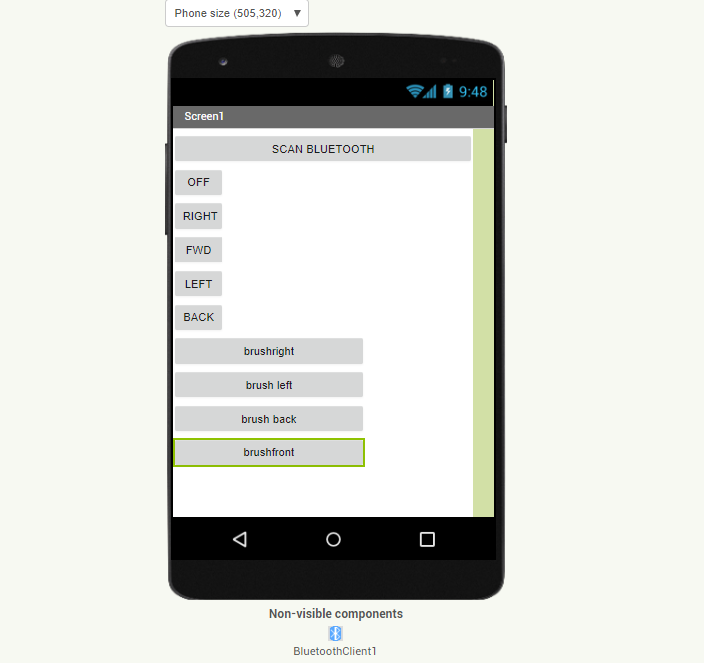 Phone size (505,320)
9:48
Screen1
SCAN BLUETOOTH
OFF
RIGHT
FWD
LEFT
BACK
brushright
brush left
brush back
brushfront
Non-visible components
BluetoothClient1